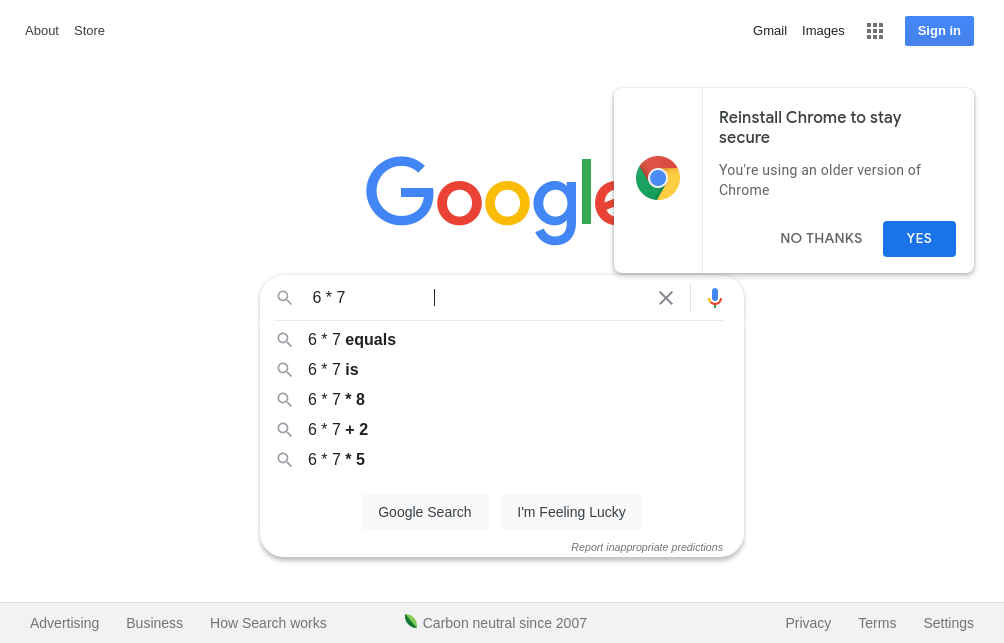 About Store Gmail Images Sign in
Reinstall Chrome to stay
secure
You're using an older version of
Chrome
NO THANKS YES
Google
6 * 7
6 * 7 equals
6 * 7 is
6 * 7 * 8
6 * 7 + 2
6 * 7 * 5
Google Search I'm Feeling Lucky
Report inappropriate predictions
Advertising Business How Search works Carbon neutral since 2007 Privacy Terms Settings